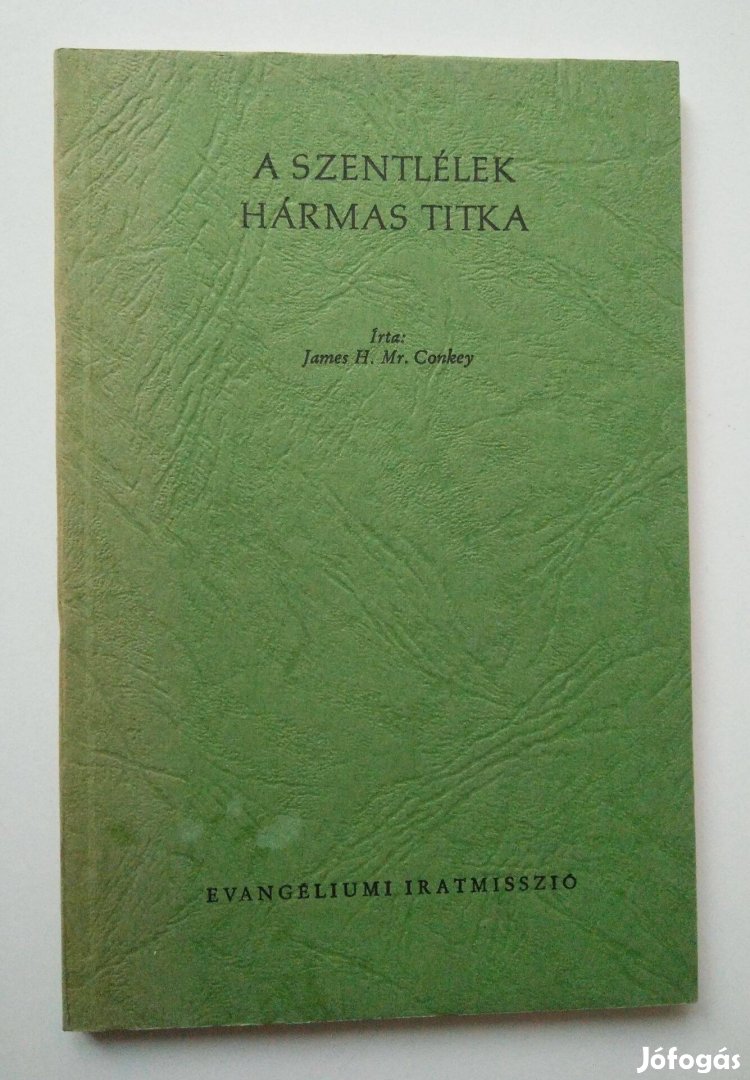 A SZENTLÉLEK
HÁRMAS TITKA
Írta:
James H. Mr. Conkey
EVANGÉLIUMI IRATMISSZIÓ
Jófogás